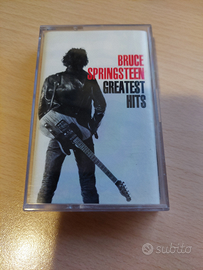 BRUCE
SPRINGSTEEN
GREATEST
HITS
subito